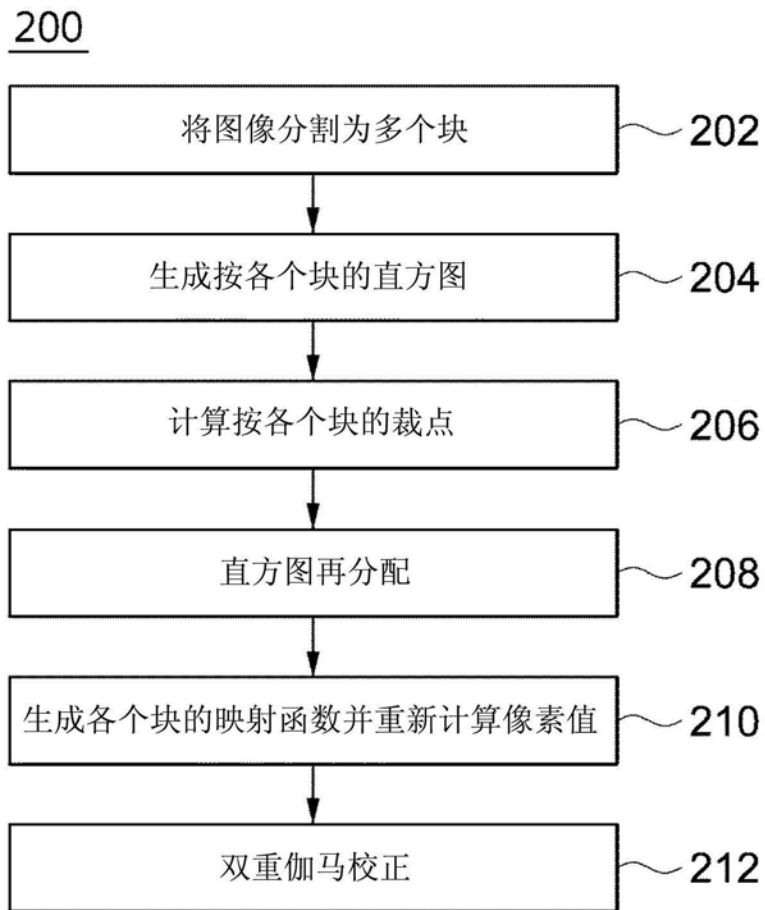 200
将图像分割为多个块
202
生成按各个块的直方图
204
计算按各个块的裁点
206
直方图再分配
208
生成各个块的映射函数并重新计算像素值
210
双重伽马校正
212